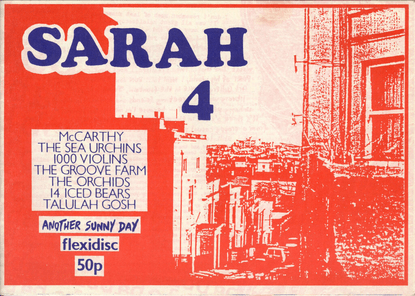 SARAH
4
McCARTHY
THE SEA URCHINS
1000 VIOLINS
THE GROOVE FARM
THE ORCHIDS
14 ICED BEARS
TALULAH GOSH
ANOTHER SUNNY DAY
flexidisc
50p